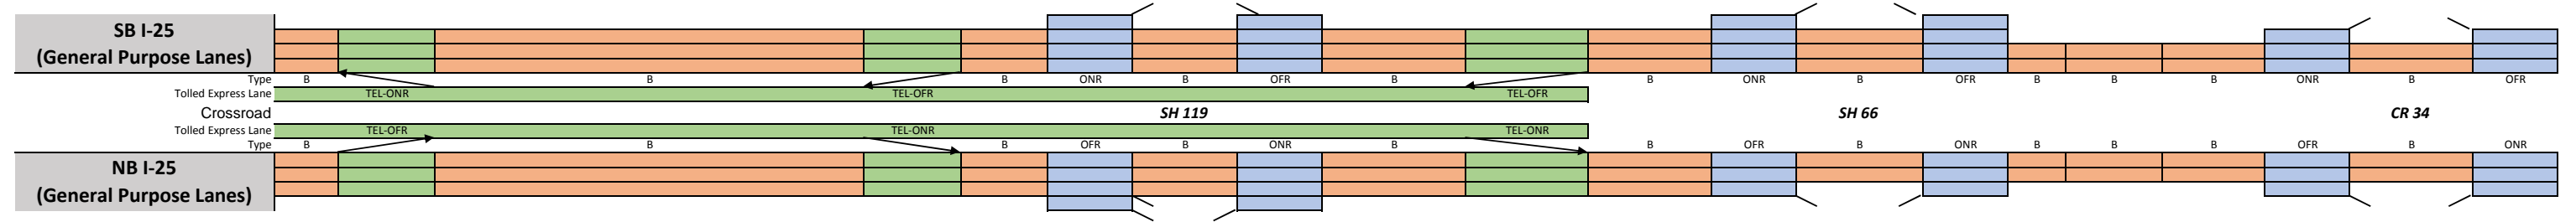 SB I-25
(General Purpose Lanes)
Type B B B ONR B OFR B B ONR B OFR B B B ONR B OFR
Tolled Express Lane TEL-ONR TEL-OFR TEL-OFR
Crossroad SH 119 SH 66 CR 34
Tolled Express Lane TEL-OFR TEL-ONR TEL-ONR
Type B B B OFR B ONR B B OFR B ONR B B B OFR B ONR
NB I-25
(General Purpose Lanes)